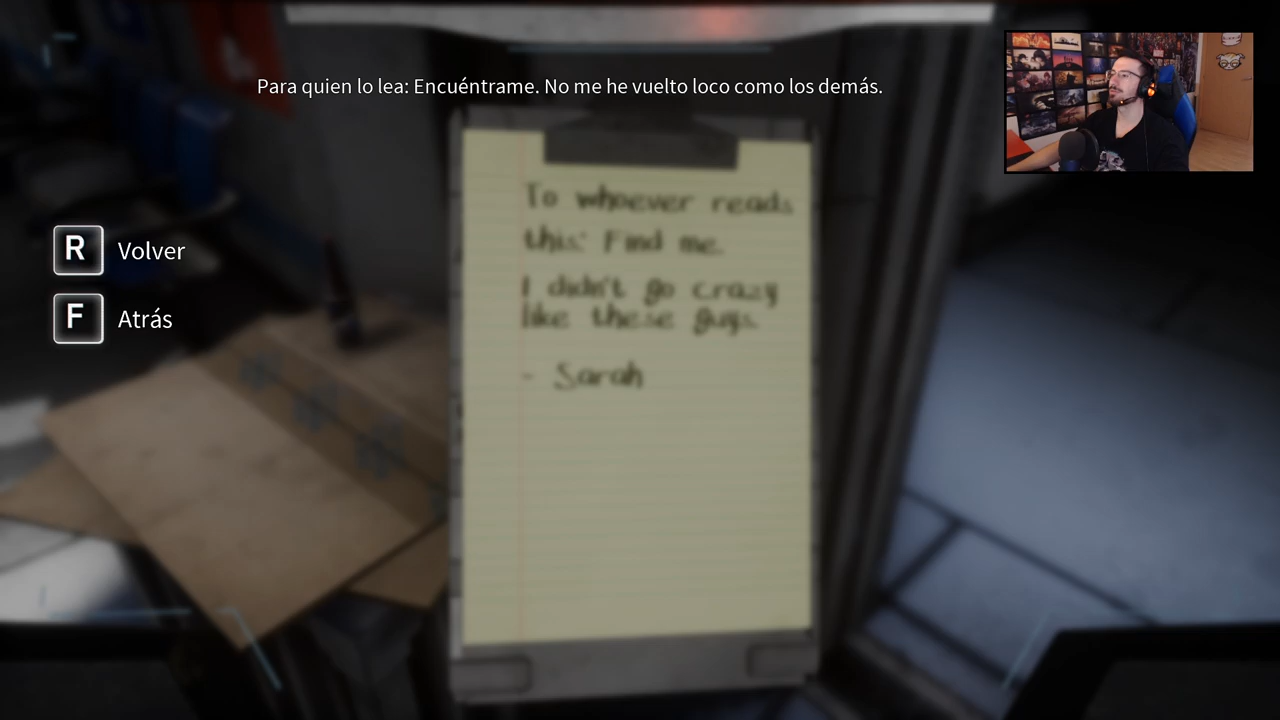 Para quien lo lea: Encuéntrame. No me he vuelto loco como los demás.
To whoever reads
this: Find me.
I didn't go crazy
like these guys.
- Sarah
R Volver
F Atrás